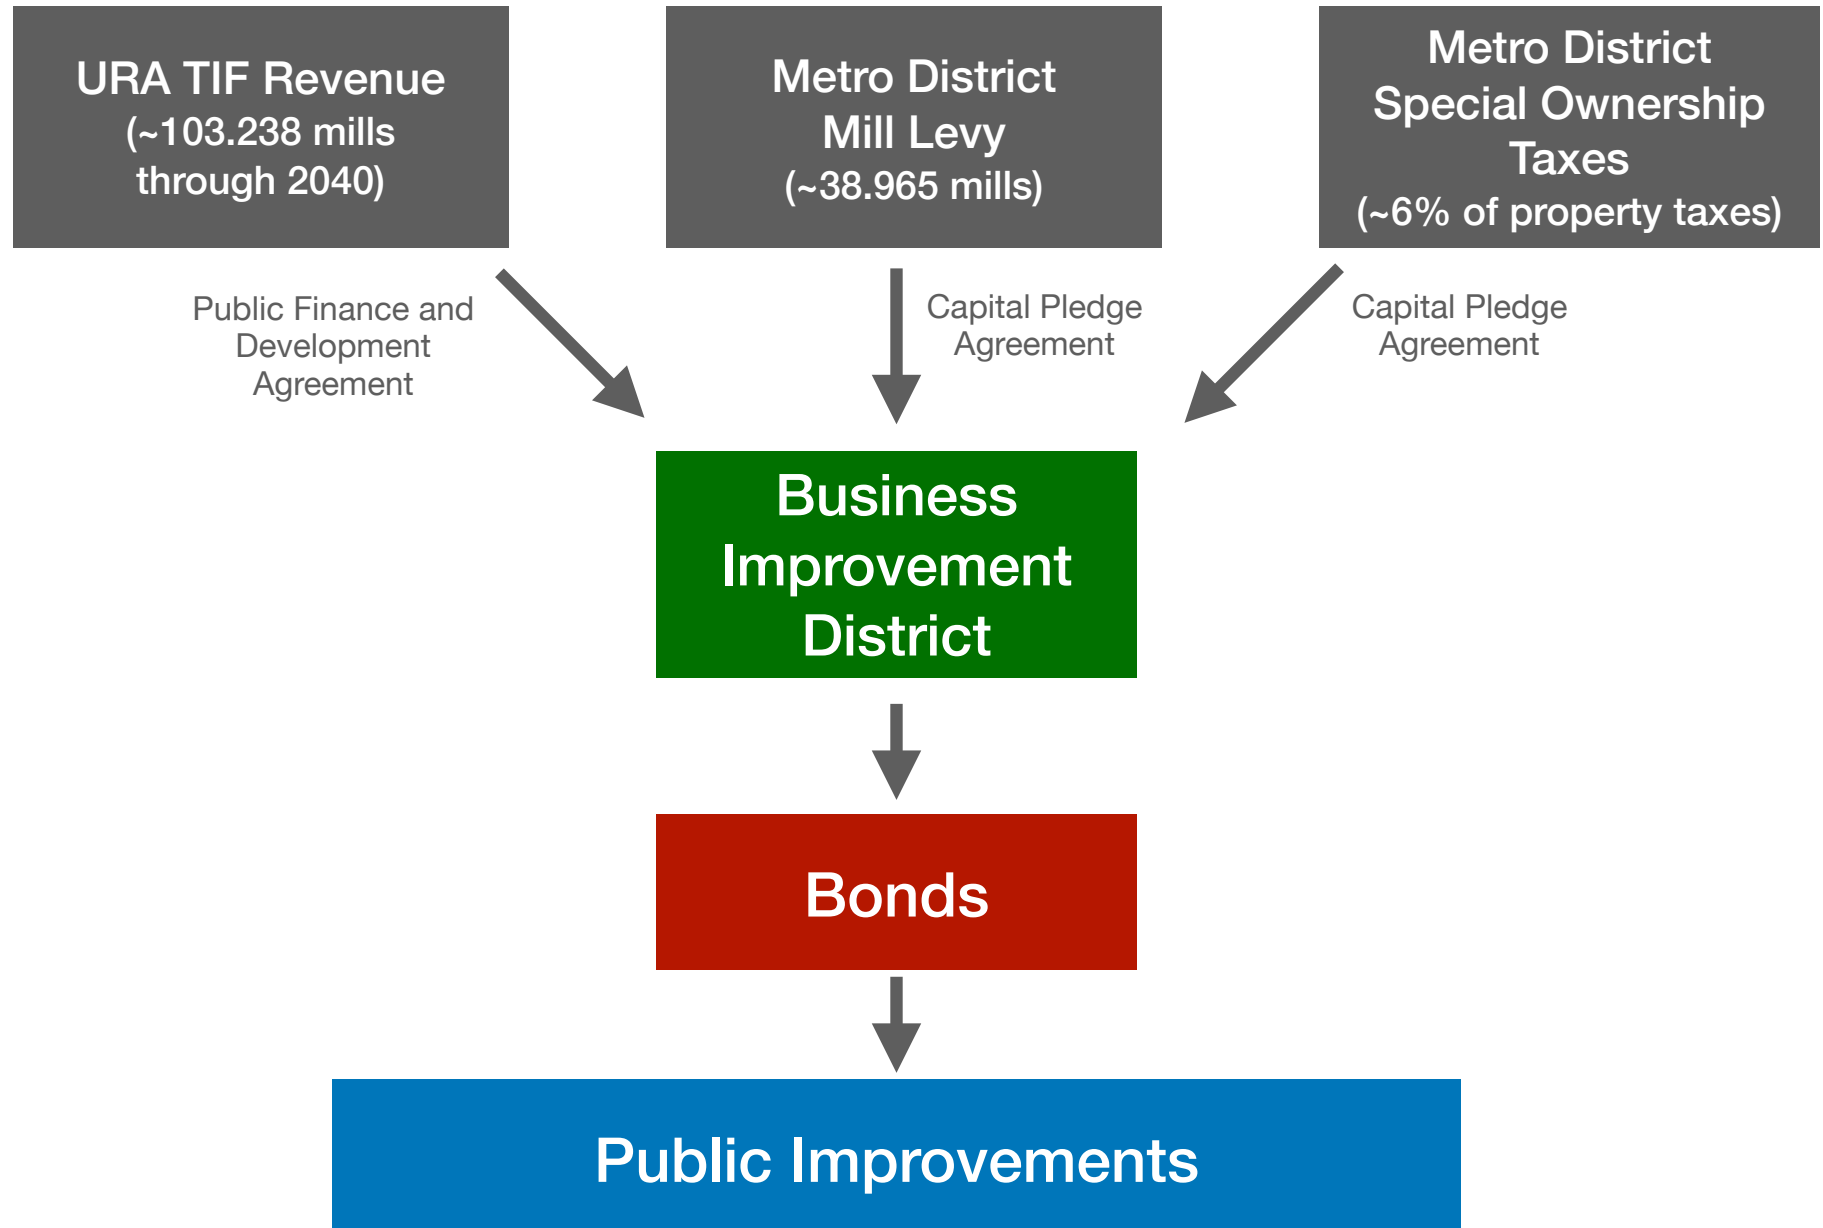 URA TIF Revenue
(~103.238 mills
through 2040)
Metro District
Mill Levy
(~38.965 mills)
Metro District
Special Ownership
Taxes
(~6% of property taxes)
Public Finance and
Development
Agreement
Capital Pledge
Agreement
Capital Pledge
Agreement
Business
Improvement
District
Bonds
Public Improvements